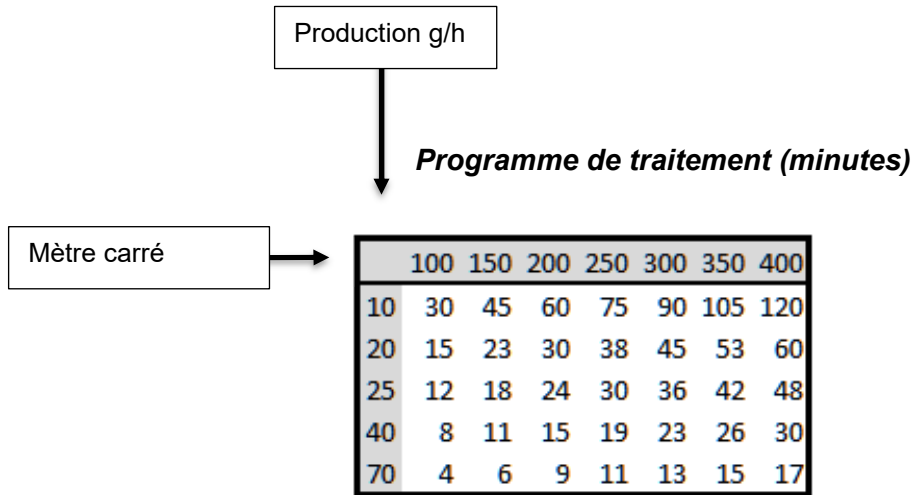 Production g/h
Programme de traitement (minutes)
Mètre carré
100 150 200 250 300 350 400
10 30 45 60 75 90 105 120
20 15 23 30 38 45 53 60
25 12 18 24 30 36 42 48
40 8 11 15 19 23 26 30
70 4 6 9 11 13 15 17